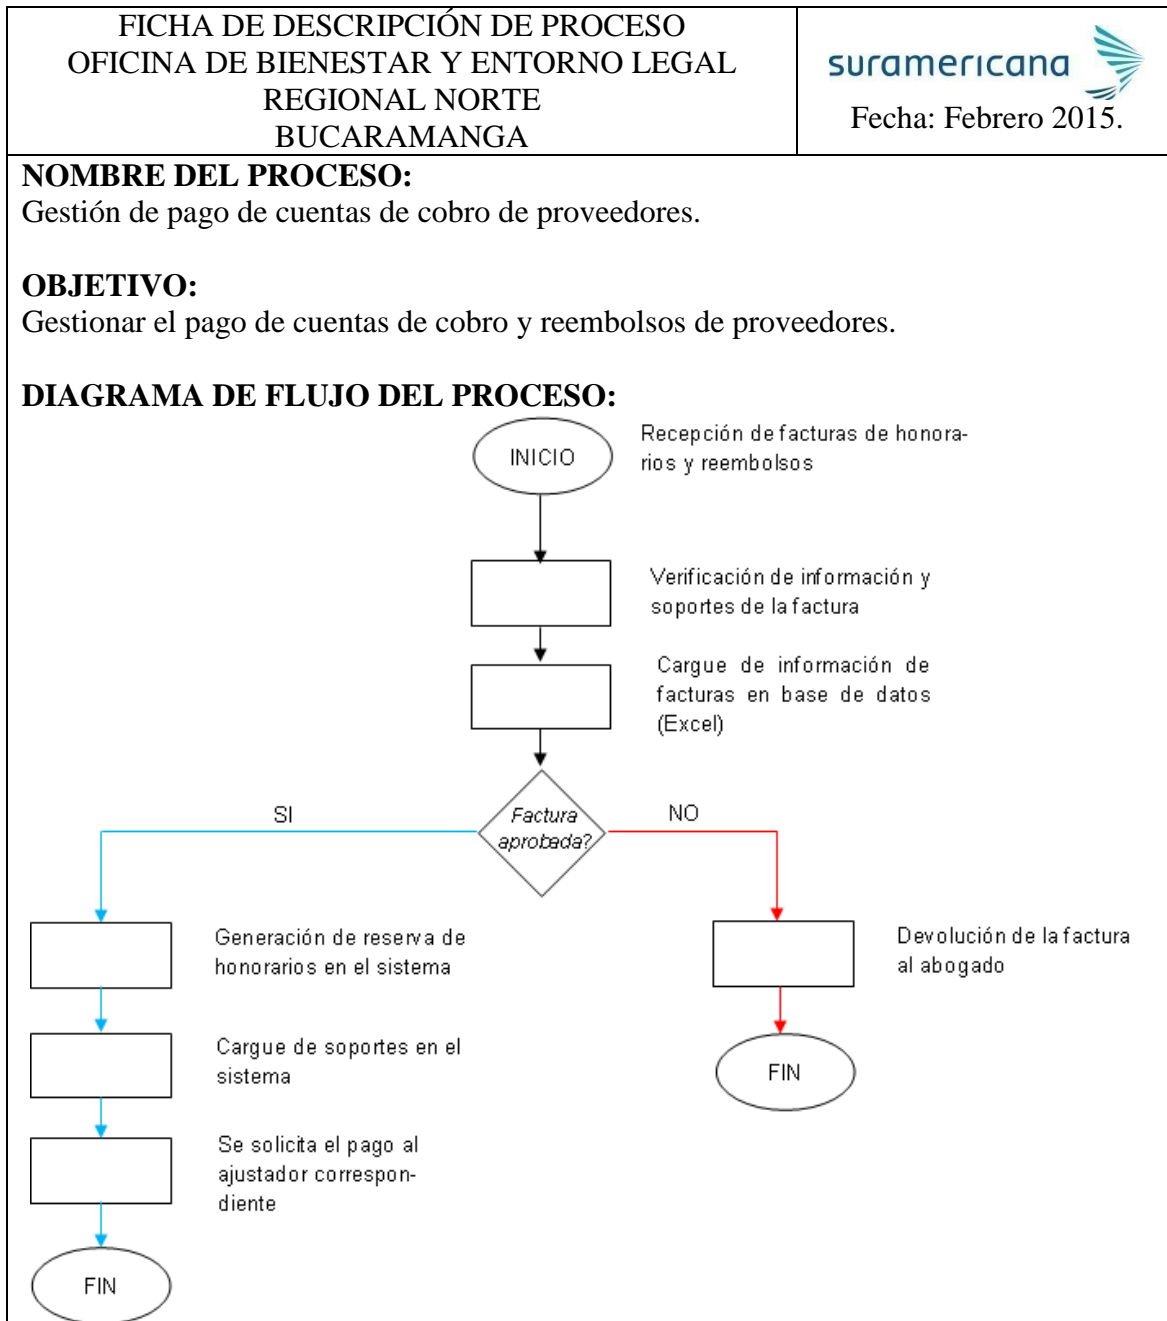 FICHA DE DESCRIPCIÓN DE PROCESO
OFICINA DE BIENESTAR Y ENTORNO LEGAL
REGIONAL NORTE
BUCARAMANGA
suramericana
Fecha: Febrero 2015.
NOMBRE DEL PROCESO:
Gestión de pago de cuentas de cobro de proveedores.
OBJETIVO:
Gestionar el pago de cuentas de cobro y reembolsos de proveedores.
DIAGRAMA DE FLUJO DEL PROCESO:
INICIO
Recepción de facturas de honora-
rios y reembolsos
Verificación de información y
soportes de la factura
Cargue de información de
facturas en base de datos
(Excel)
Factura
aprobada?
SI
NO
Generación de reserva de
honorarios en el sistema
Devolución de la factura
al abogado
Cargue de soportes en el
sistema
FIN
Se solicita el pago al
ajustador correspon-
diente
FIN